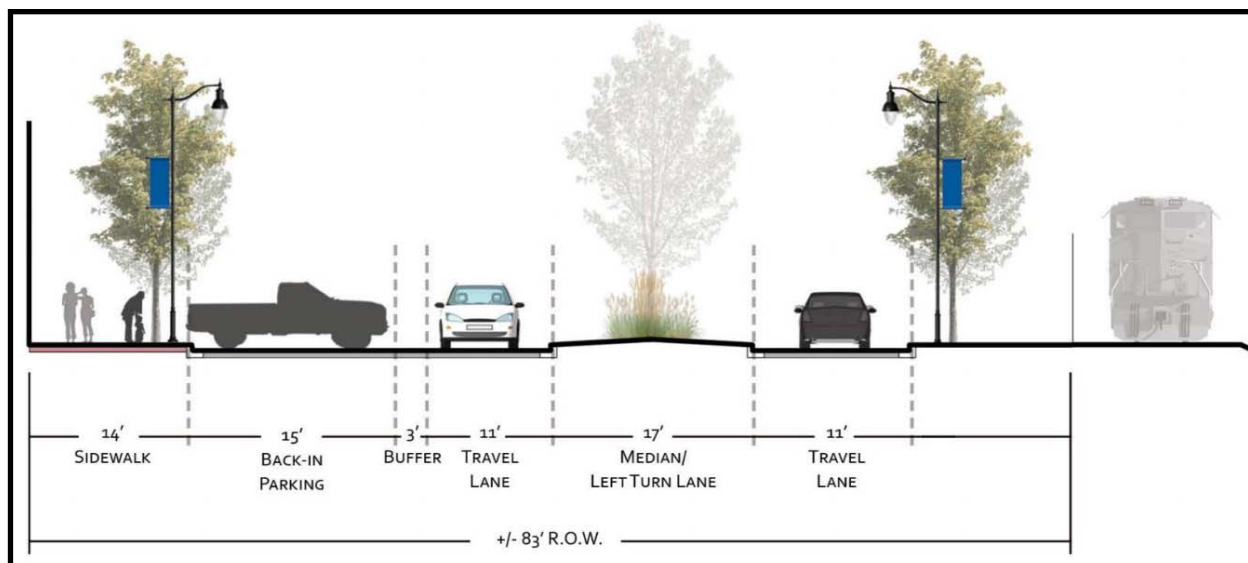 14’
SIDEWALK
15’
BACK-IN
PARKING
3’
BUFFER
11’
TRAVEL
LANE
17’
MEDIAN/
LEFT TURN LANE
11’
TRAVEL
LANE
+/- 83’ R.O.W.